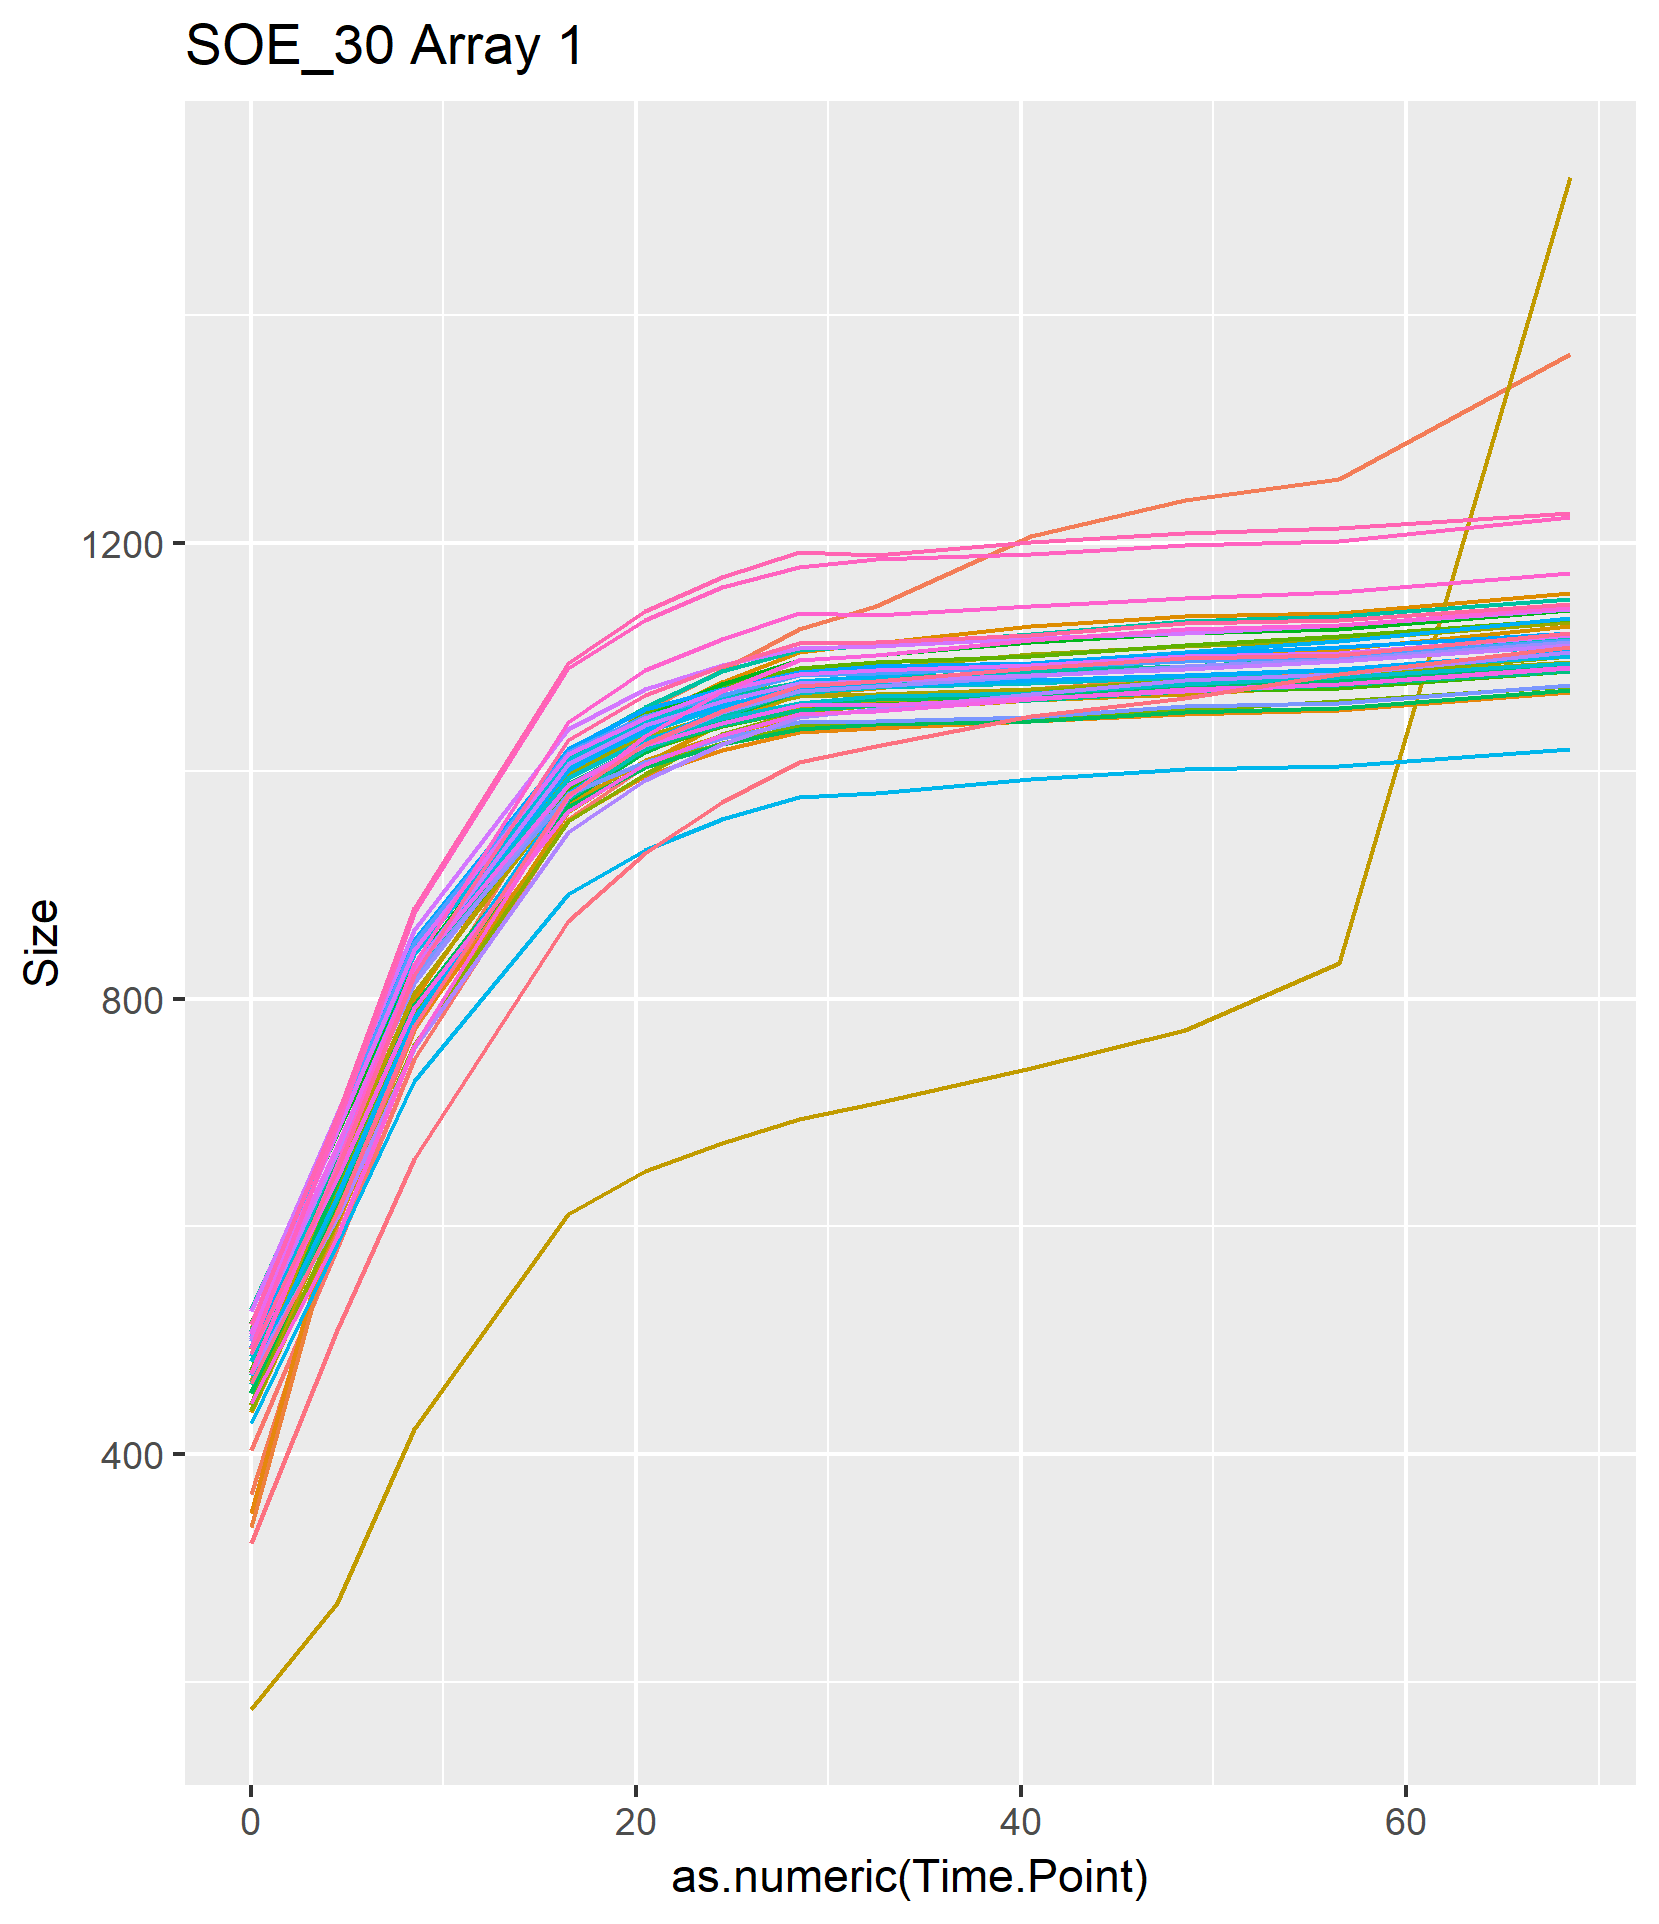 SOE_30 Array 1
Size
1200
800
400
0 20 40 60
as.numeric(Time.Point)